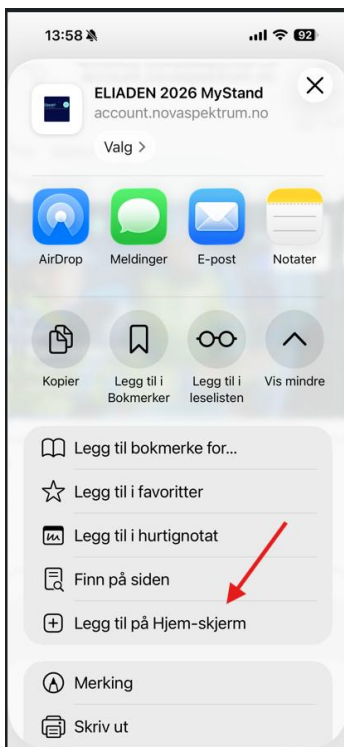 13:58
92
ELIADEN 2026 MyStand
account.novaspektrum.no
Valg >
AirDrop
Meldinger
E-post
Notater
Kopier
Legg til i
Bokmerker
Legg til i
leselisten
Vis mindre
Legg til bokmerke for...
Legg til i favoritter
Legg til i hurtignotat
Finn på siden
Legg til på Hjem-skjerm
Merking
Skriv ut